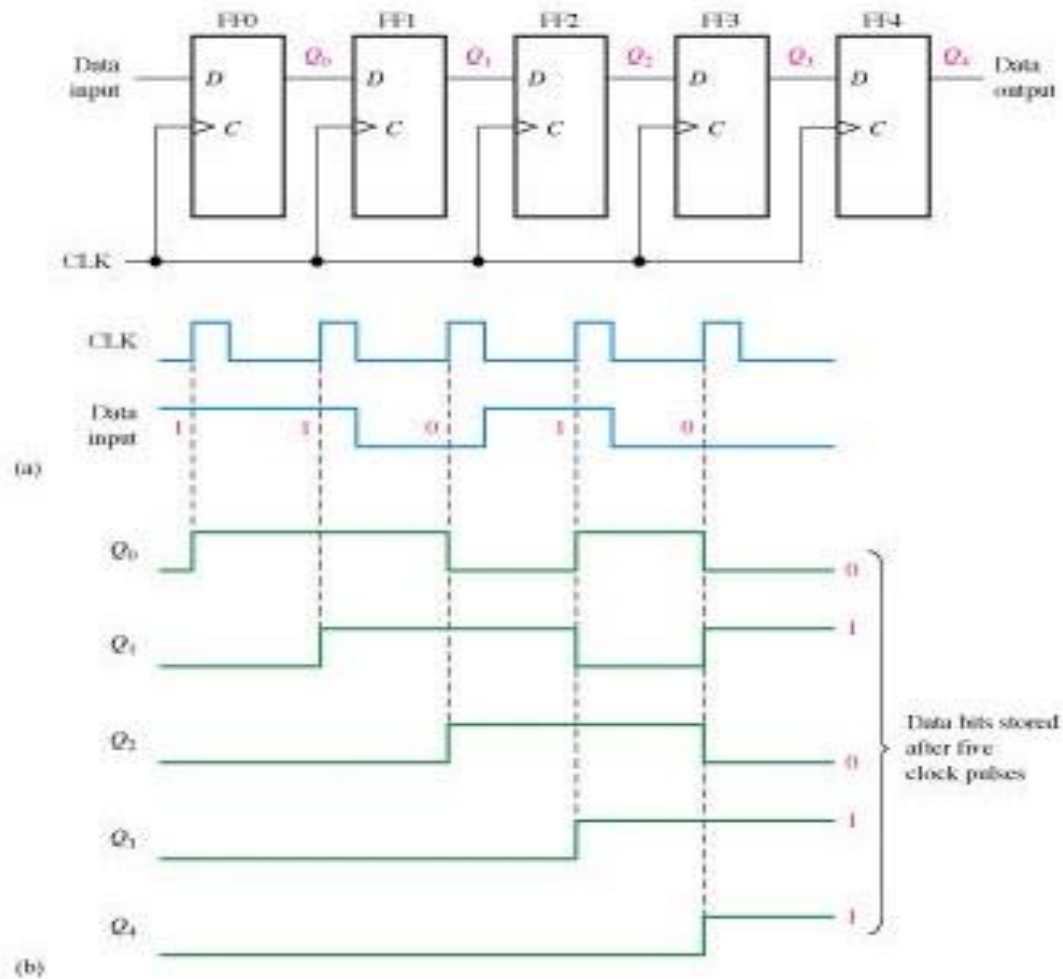 FF0 FF1 FF2 FF3 FF4
Data
input
D Q₀ D Q₁ D Q₂ D Q₃ D Q₄
Data
output
C C C C C
CLK
CLK
Data
input
1 1 0 1 0
(a)
Q₀
0
Q₁
1
Q₂
0
Data bits stored
after five
clock pulses
Q₃
1
Q₄
1
(b)